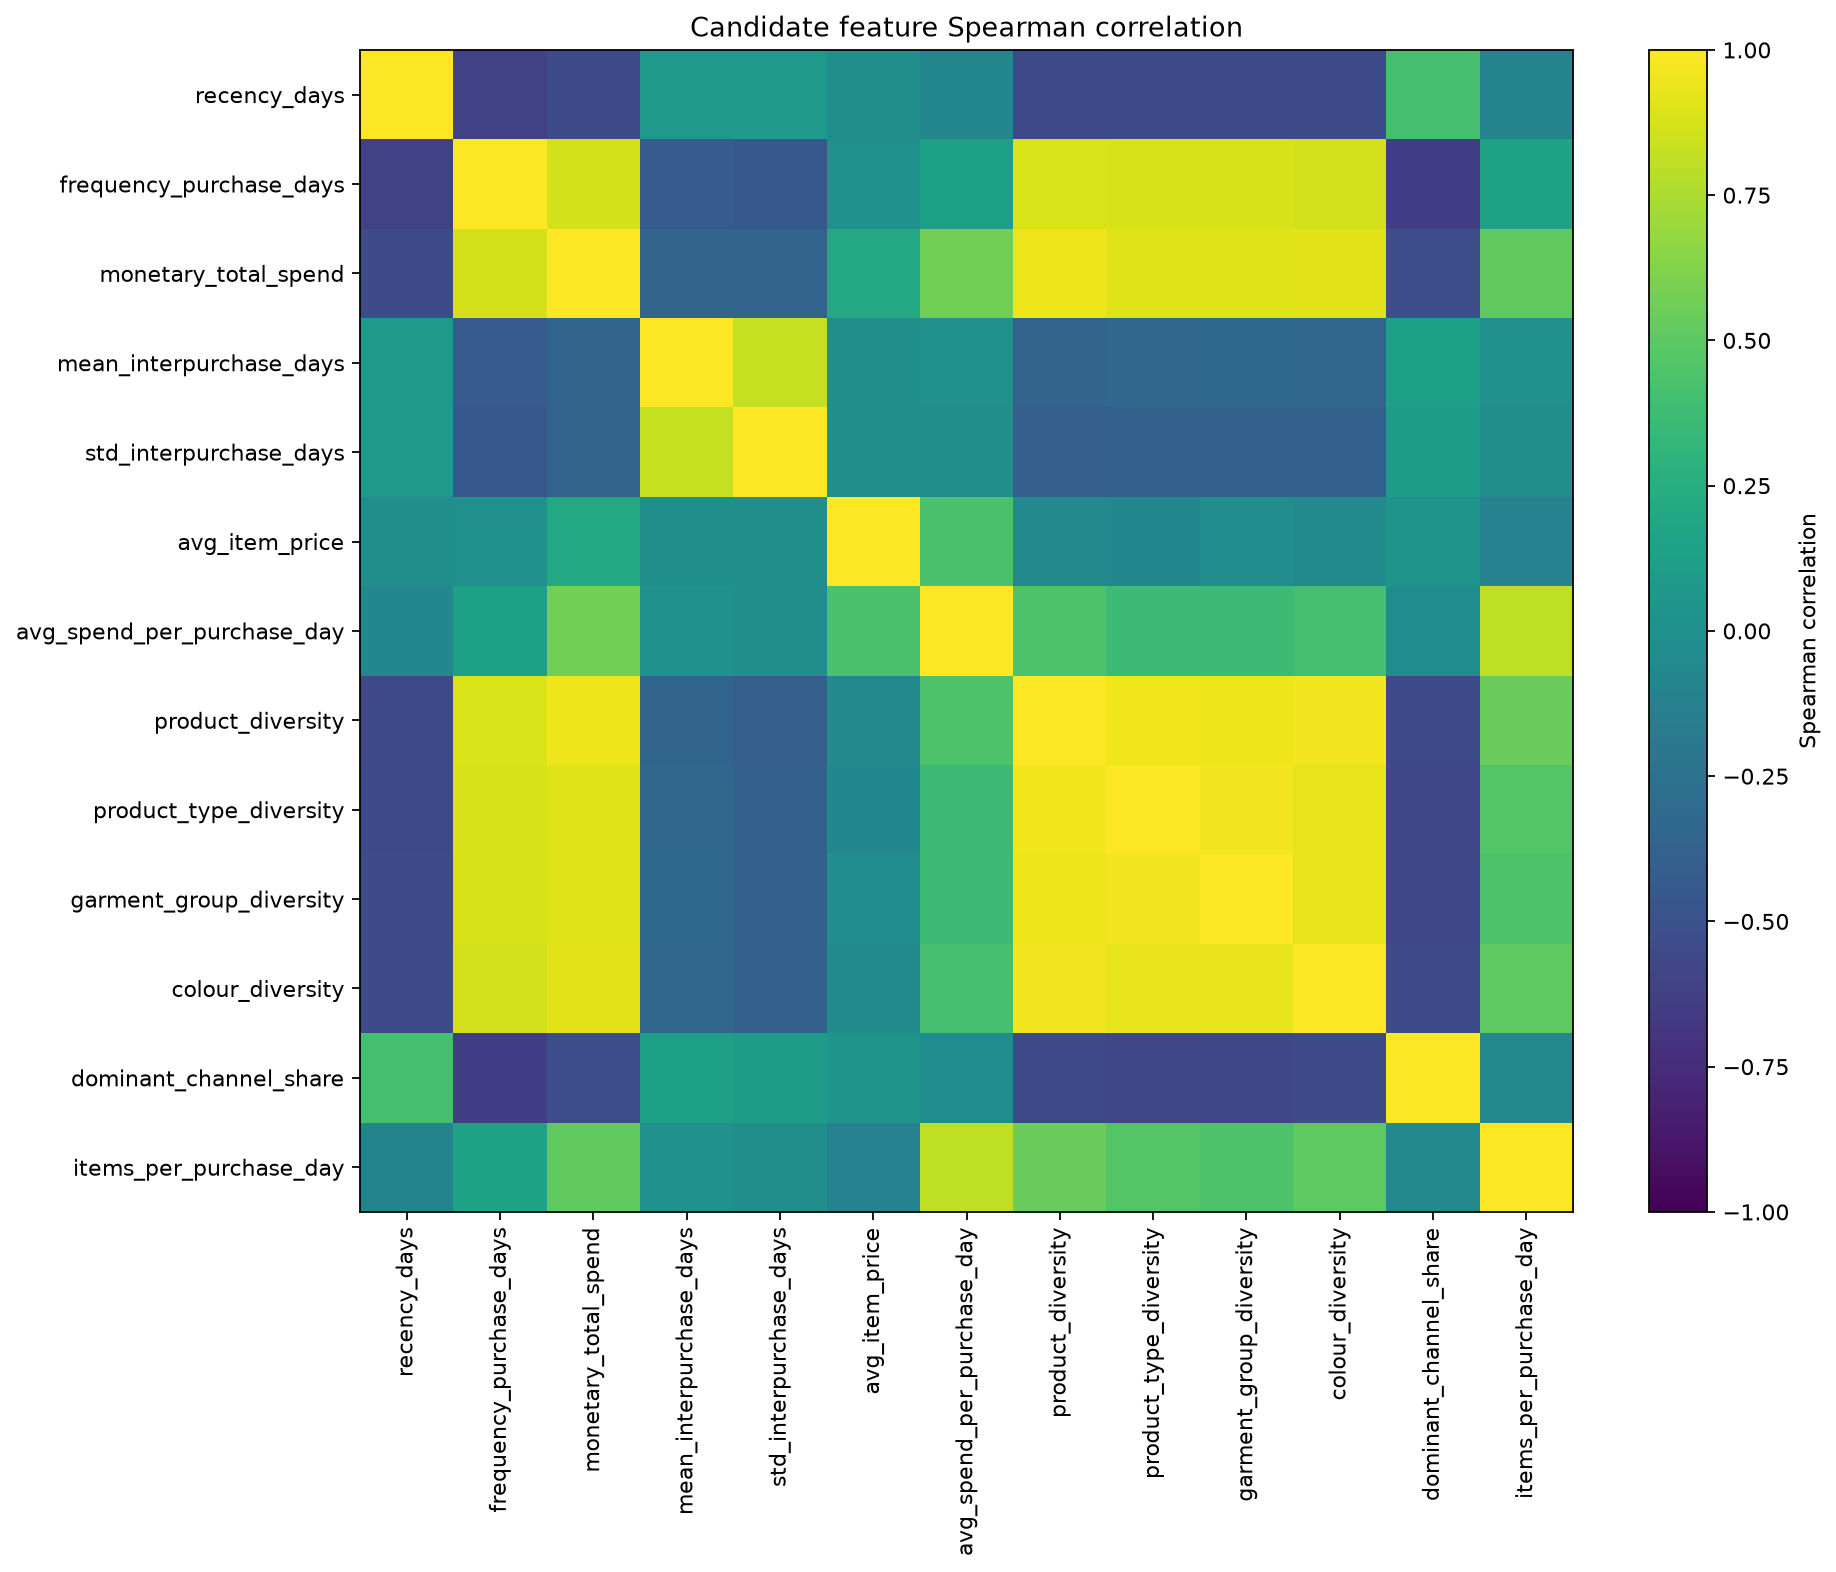 Candidate feature Spearman correlation
recency_days
frequency_purchase_days
monetary_total_spend
mean_interpurchase_days
std_interpurchase_days
avg_item_price
avg_spend_per_purchase_day
product_diversity
product_type_diversity
garment_group_diversity
colour_diversity
dominant_channel_share
items_per_purchase_day
recency_days
frequency_purchase_days
monetary_total_spend
mean_interpurchase_days
std_interpurchase_days
avg_item_price
avg_spend_per_purchase_day
product_diversity
product_type_diversity
garment_group_diversity
colour_diversity
dominant_channel_share
items_per_purchase_day
1.00
0.75
0.50
0.25
0.00
−0.25
−0.50
−0.75
−1.00
Spearman correlation